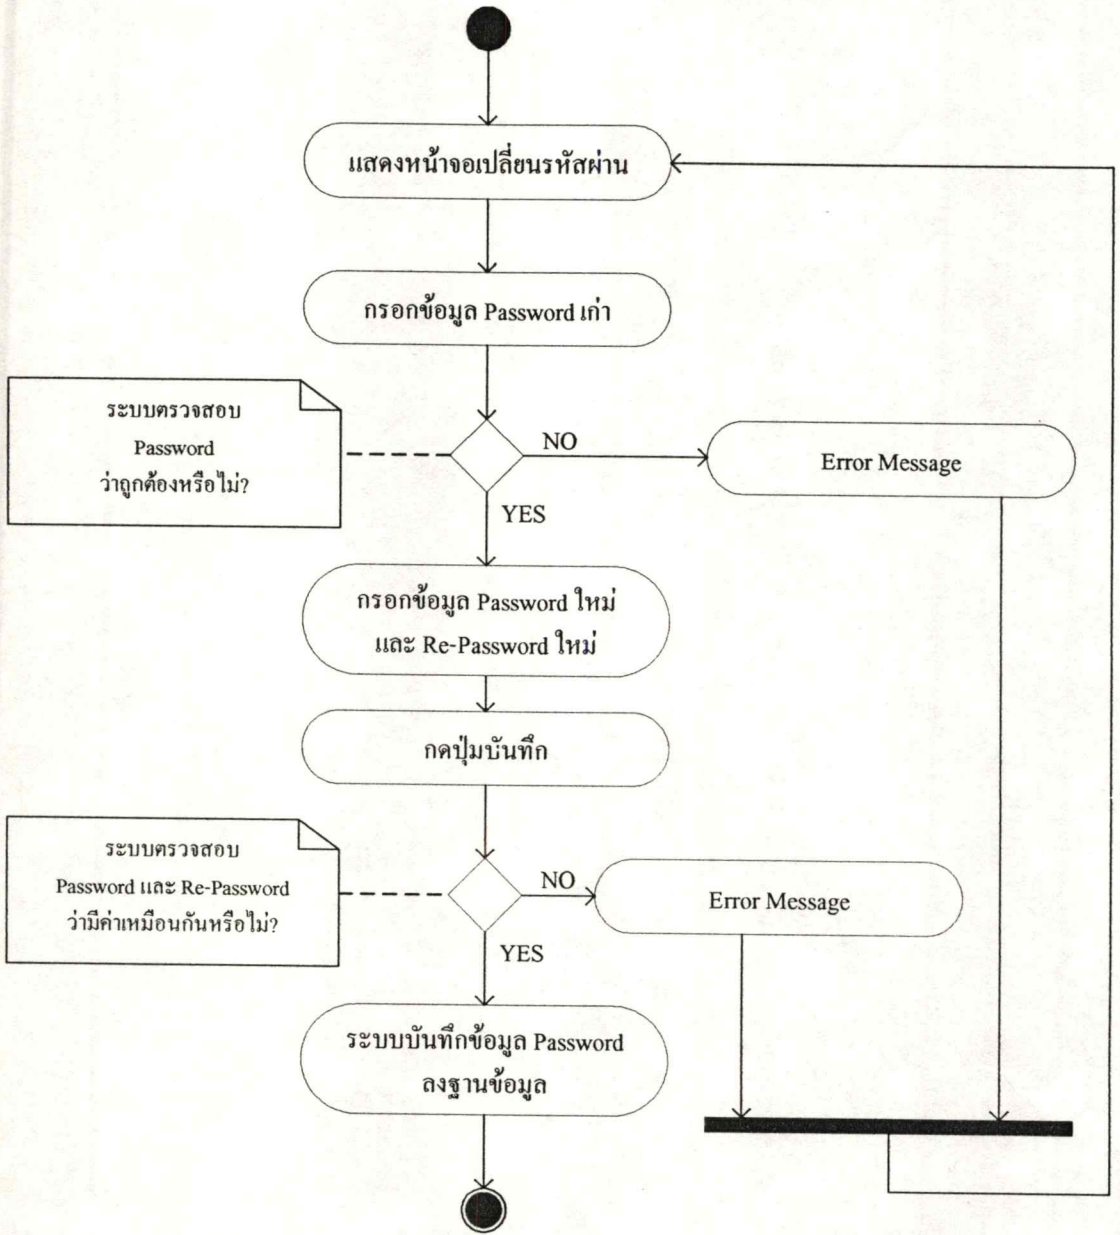 แสดงหน้าจอเปลี่ยนรหัสผ่าน
กรอกข้อมูล Password เก่า
ระบบตรวจสอบ
Password
ว่าถูกต้องหรือไม่?
NO
Error Message
YES
กรอกข้อมูล Password ใหม่
และ Re-Password ใหม่
กดปุ่มบันทึก
ระบบตรวจสอบ
Password และ Re-Password
ว่ามีค่าเหมือนกันหรือไม่?
NO
Error Message
YES
ระบบบันทึกข้อมูล Password
ลงฐานข้อมูล